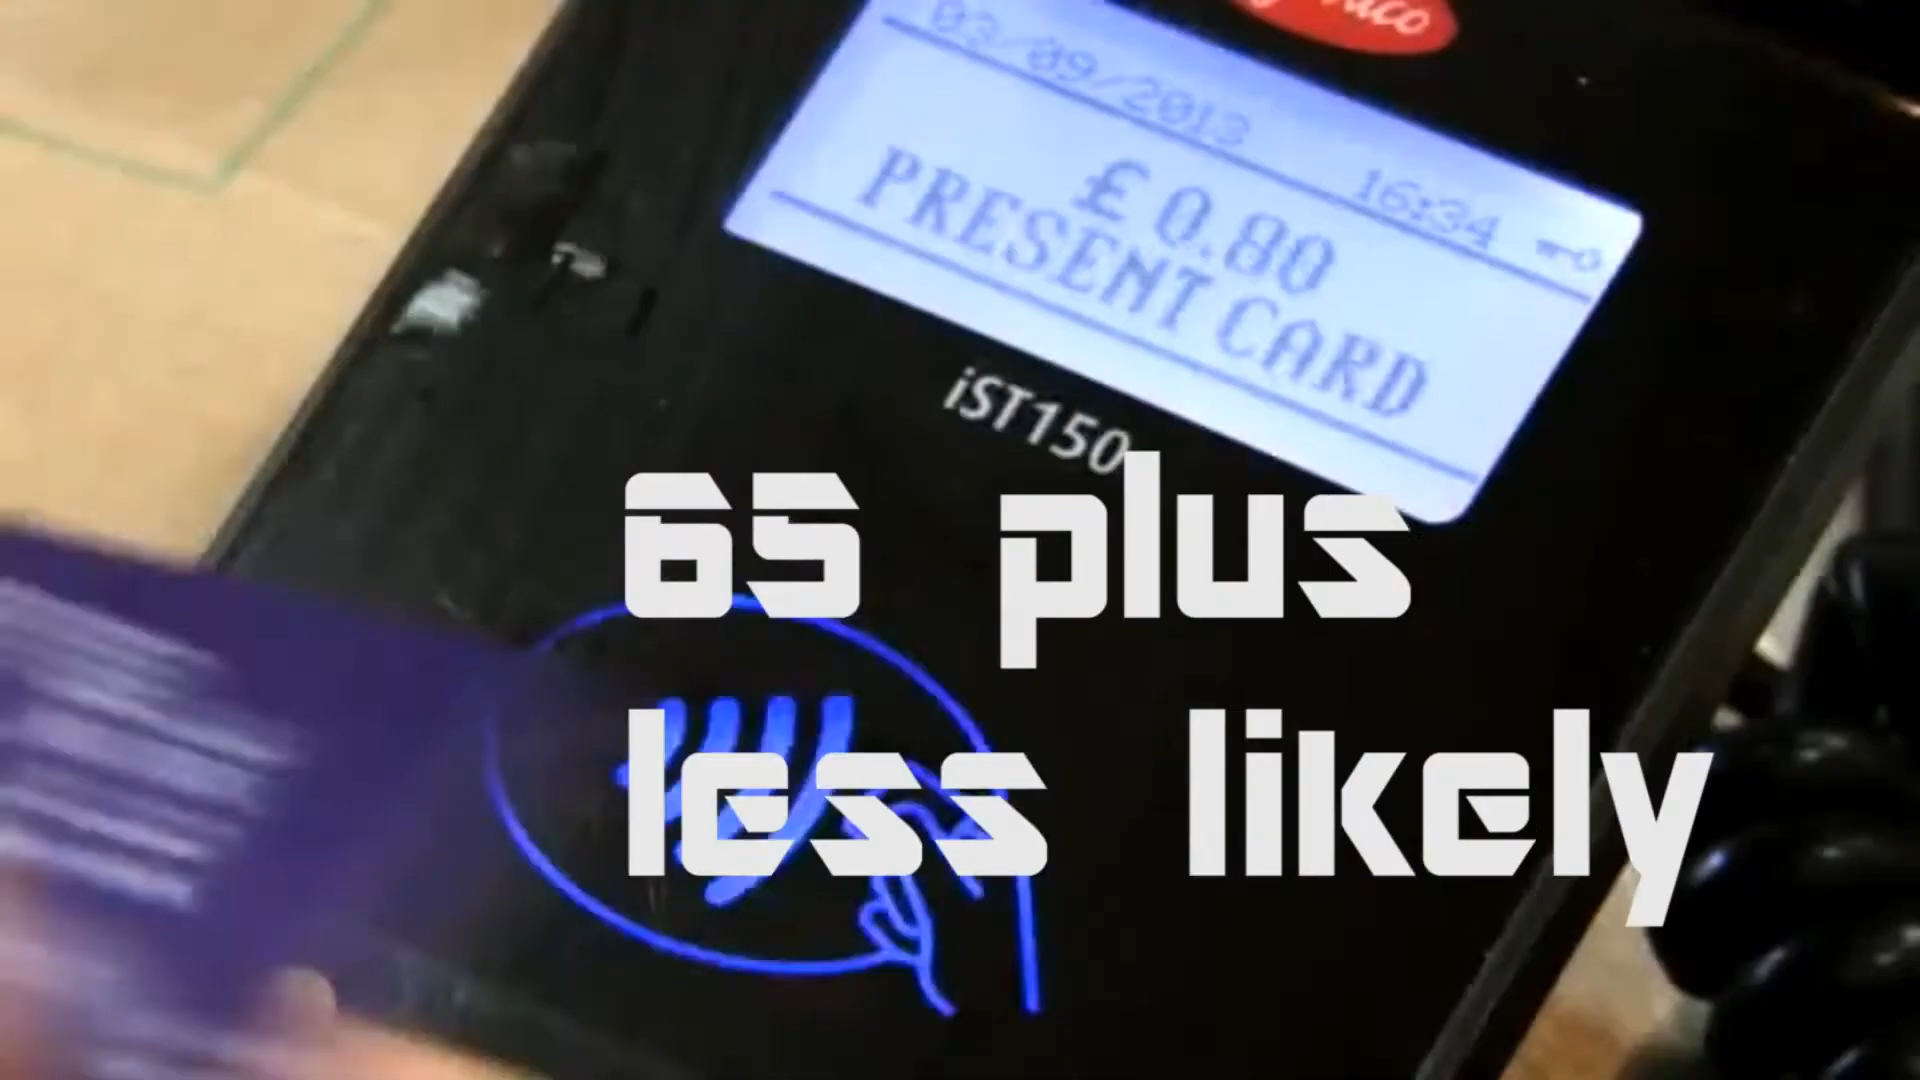 03/09/2013
16:34
£0.80
PRESENT CARD
iST150
65 plus
less likely